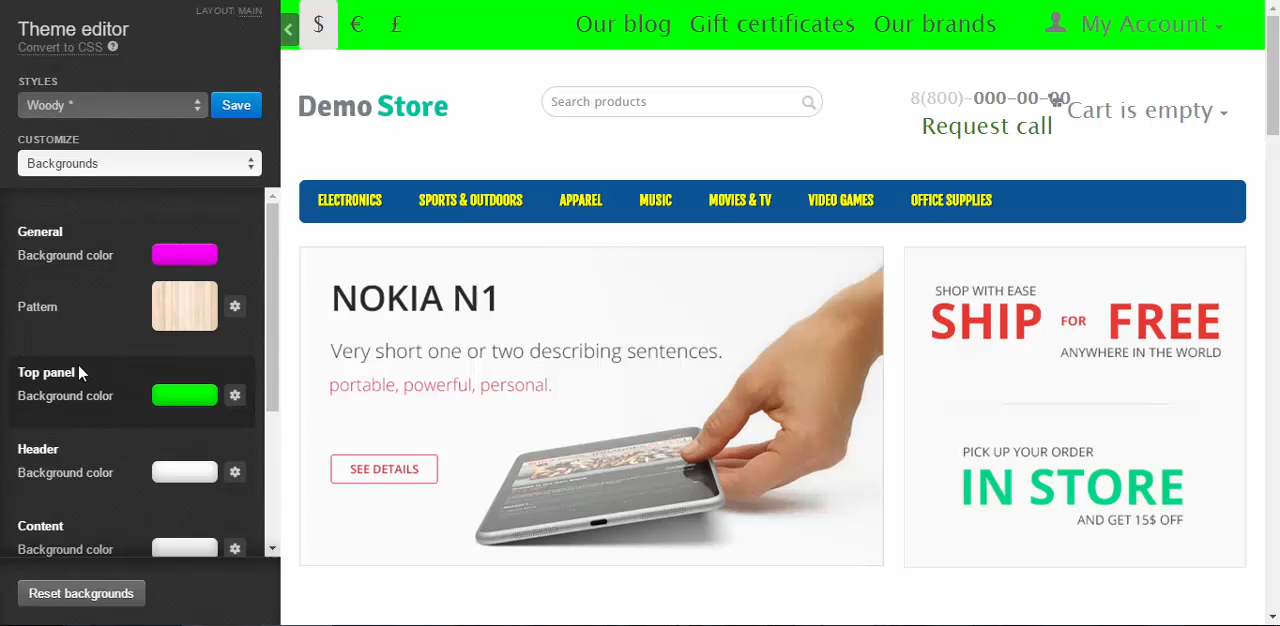 LAYOUT: MAIN
Theme editor
Convert to CSS ?
STYLES
Woody *
Save
CUSTOMIZE
Backgrounds
General
Background color
Pattern
Top panel
Background color
Header
Background color
Content
Background color
Reset backgrounds
$ € £ Our blog Gift certificates Our brands My Account
Demo Store
Search products
8(800)-000-00-00
Request call
Cart is empty
ELECTRONICS SPORTS & OUTDOORS APPAREL MUSIC MOVIES & TV VIDEO GAMES OFFICE SUPPLIES
NOKIA N1
Very short one or two describing sentences.
portable, powerful, personal.
SEE DETAILS
SHOP WITH EASE
SHIP FOR FREE
ANYWHERE IN THE WORLD
PICK UP YOUR ORDER
IN STORE
AND GET 15$ OFF